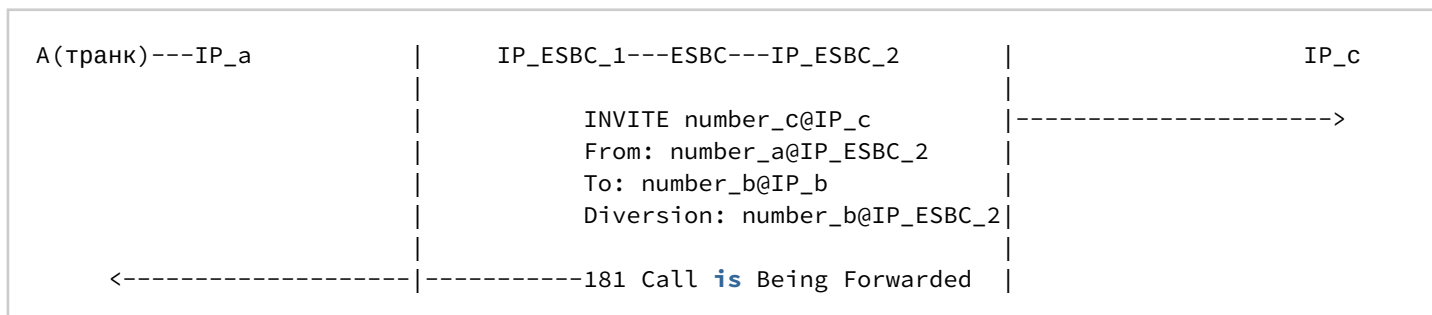 А(транк)---IP_a | IP_ESBC_1---ESBC---IP_ESBC_2 | IP_c
| |
| INVITE number_c@IP_c |---------------------->
| From: number_a@IP_ESBC_2 |
| To: number_b@IP_b |
| Diversion: number_b@IP_ESBC_2|
| |
<--------------------|-----------181 Call is Being Forwarded |